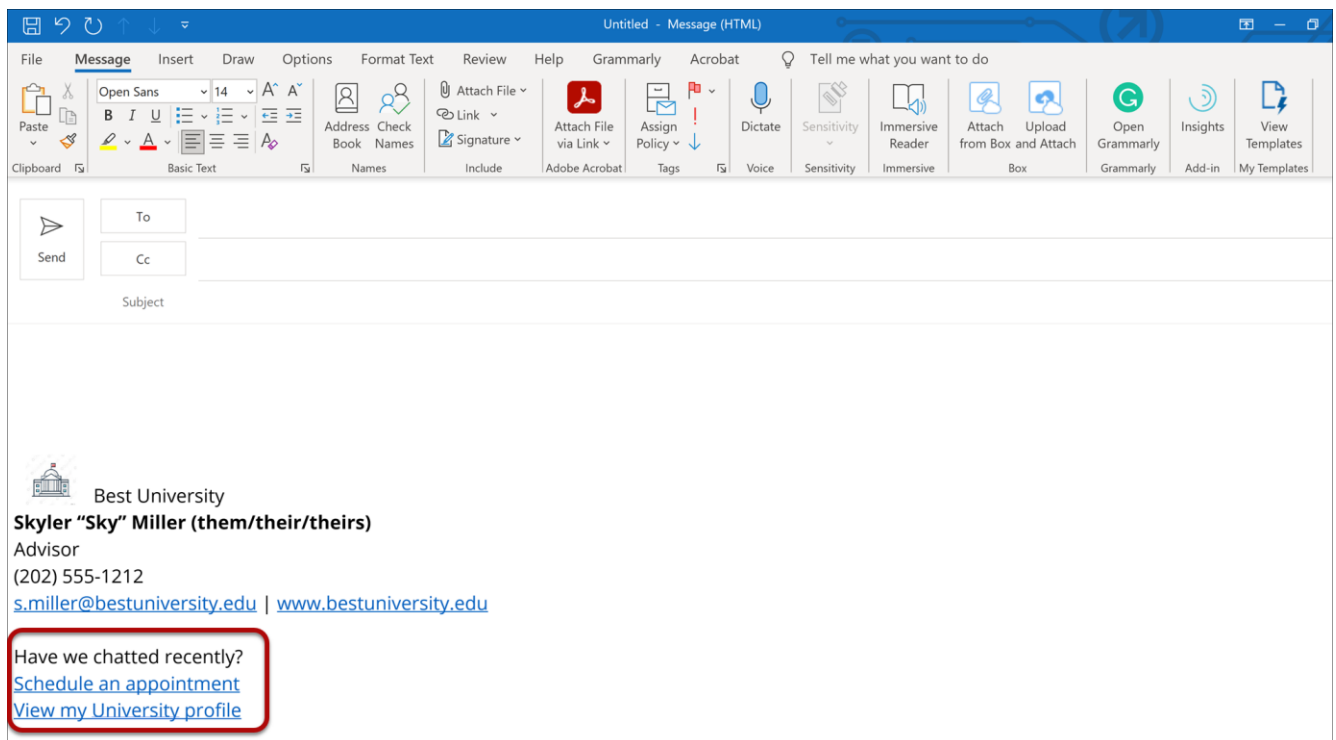 Untitled - Message (HTML)
File Message Insert Draw Options Format Text Review Help Grammarly Acrobat Tell me what you want to do
Open Sans 14 A A Attach File
B I U Link
Paste Address Check Signature Attach File Assign Dictate Sensitivity Immersive Attach Upload Open Insights View
A A Book Names via Link Policy Reader from Box and Attach Grammarly Templates
Clipboard Basic Text Names Include Adobe Acrobat Tags Voice Sensitivity Immersive Box Grammarly Add-in My Templates
To
Send Cc
Subject
Best University
Skyler “Sky” Miller (them/their/theirs)
Advisor
(202) 555-1212
s.miller@bestuniversity.edu | www.bestuniversity.edu
Have we chatted recently?
Schedule an appointment
View my University profile